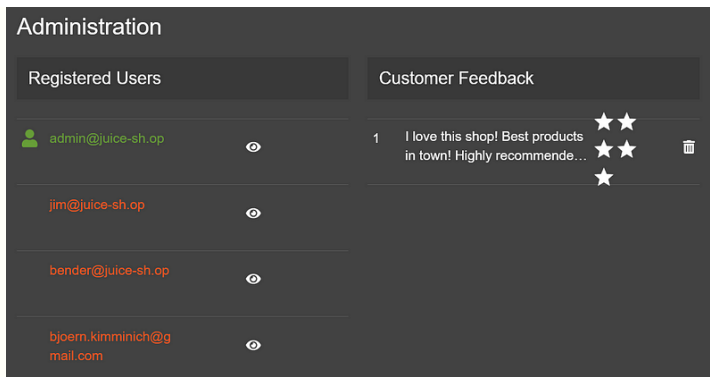 Administration
Registered Users
admin@juice-sh.op
jim@juice-sh.op
bender@juice-sh.op
bjoern.kimminich@g
mail.com
Customer Feedback
1
I love this shop! Best products
in town! Highly recommende…